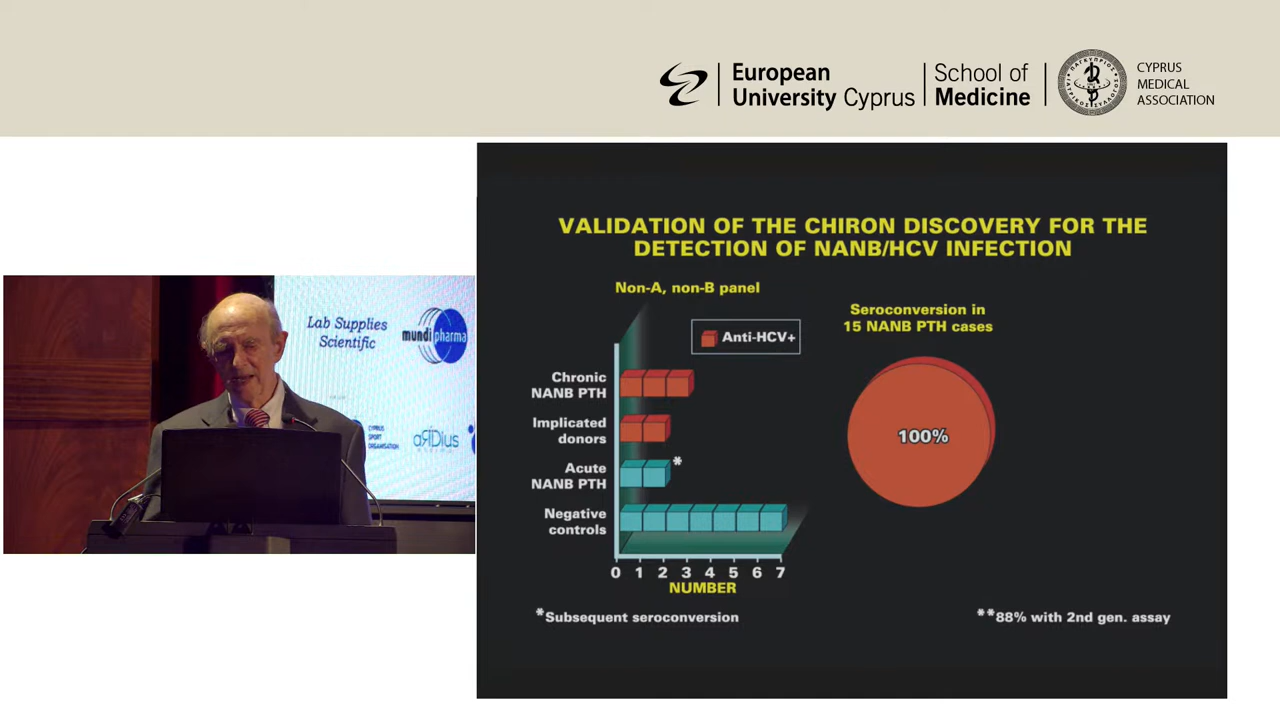 European
University Cyprus
School of
Medicine
CYPRUS
MEDICAL
ASSOCIATION
Lab Supplies
Scientific
mundipharma
CYPRUS
SPORT
ORGANISATION
VALIDATION OF THE CHIRON DISCOVERY FOR THE
DETECTION OF NANB/HCV INFECTION
Non-A, non-B panel
Anti-HCV+
Chronic
NANB PTH
Implicated
donors
Acute
NANB PTH
*
Negative
controls
0 1 2 3 4 5 6 7
NUMBER
*Subsequent seroconversion
Seroconversion in
15 NANB PTH cases
100%
**88% with 2nd gen. assay